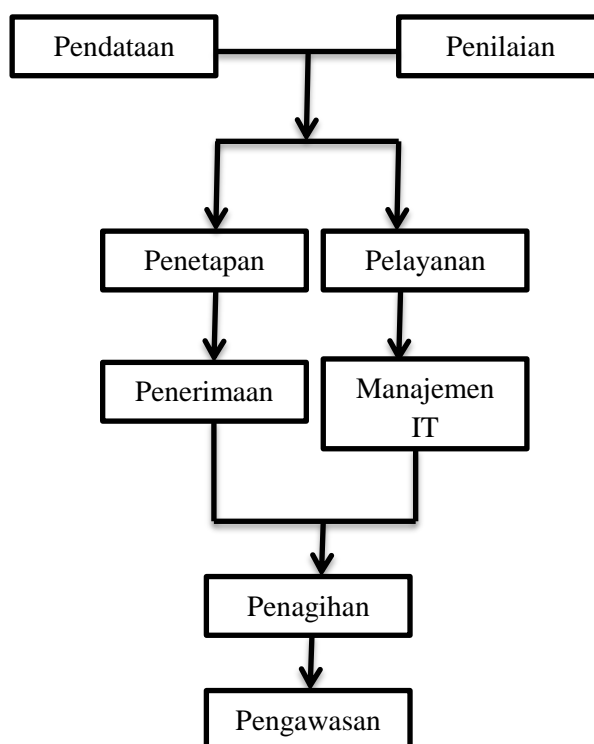 Pendataan
Penilaian
Penetapan
Pelayanan
Penerimaan
Manajemen
IT
Penagihan
Pengawasan